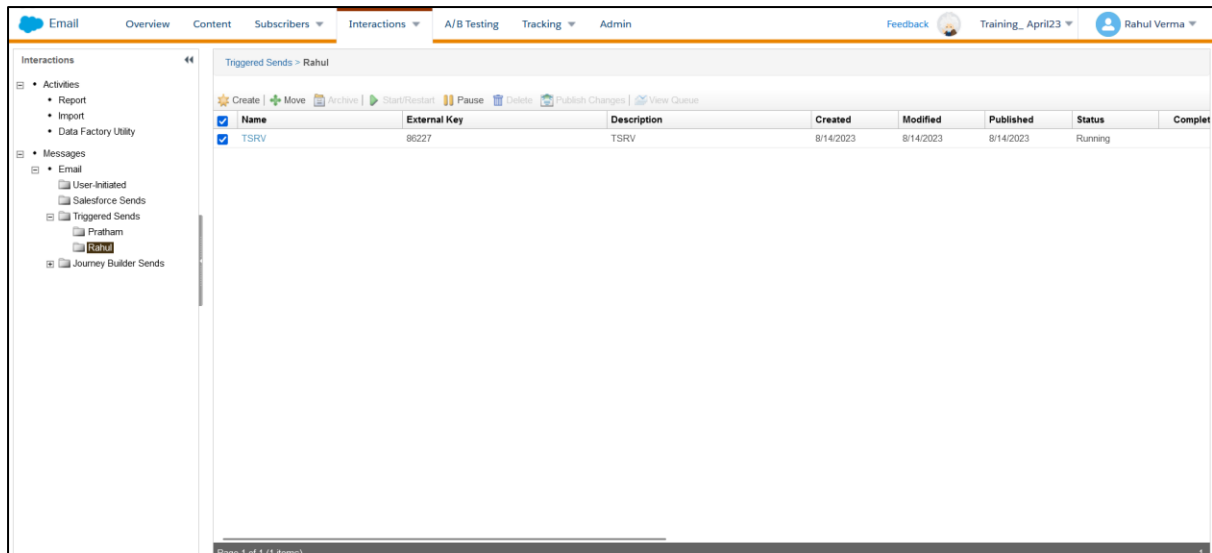 Email Overview Content Subscribers Interactions A/B Testing Tracking Admin Feedback Training_ April23 Rahul Verma
Interactions
Activities
Report
Import
Data Factory Utility
Messages
Email
User-Initiated
Salesforce Sends
Triggered Sends
Pratham
Rahul
Journey Builder Sends
Triggered Sends > Rahul
Create | Move Archive | Start/Restart Pause Delete Publish Changes | View Queue
Name External Key Description Created Modified Published Status Complet
TSRV 86227 TSRV 8/14/2023 8/14/2023 8/14/2023 Running
Page 1 of 1 (1 items) 1